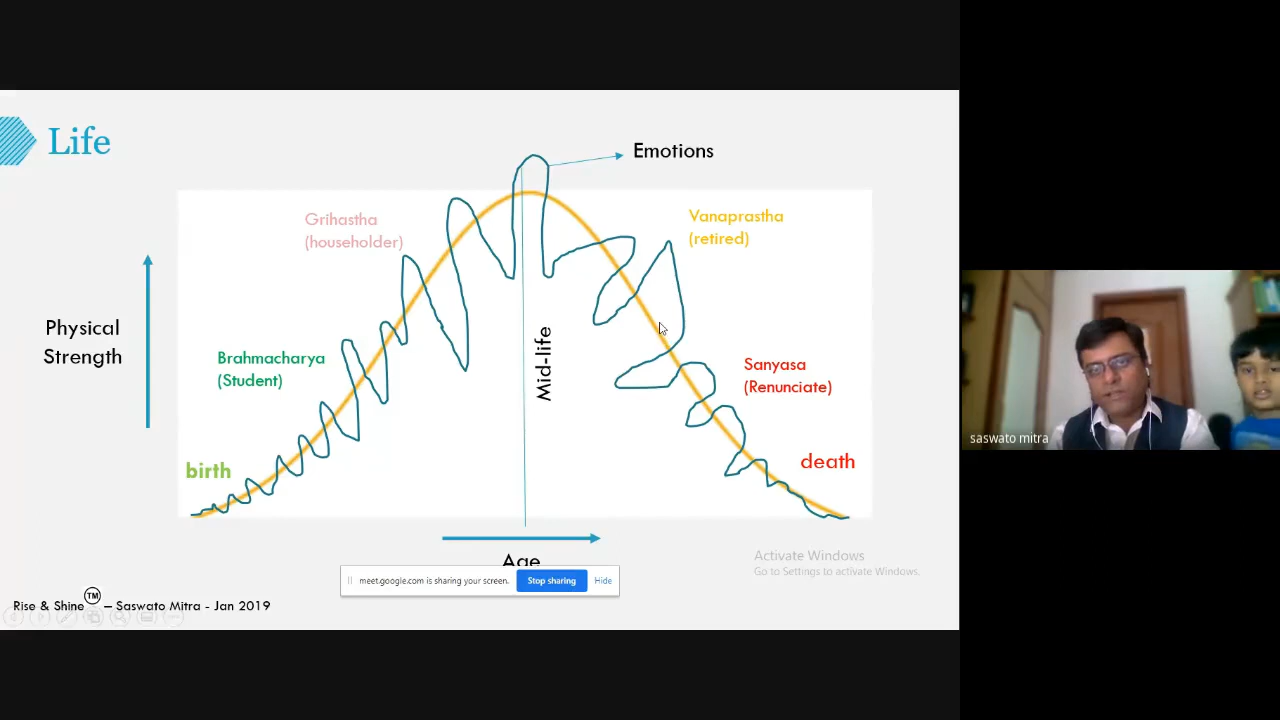 Life
Emotions
Grihastha
(householder)
Vanaprastha
(retired)
Physical
Strength
Mid-life
Brahmacharya
(Student)
Sanyasa
(Renunciate)
birth
death
Age
Activate Windows
Go to Settings to activate Windows.
meet.google.com is sharing your screen.
Stop sharing
Hide
Rise & Shine™ – Saswato Mitra - Jan 2019
saswato mitra